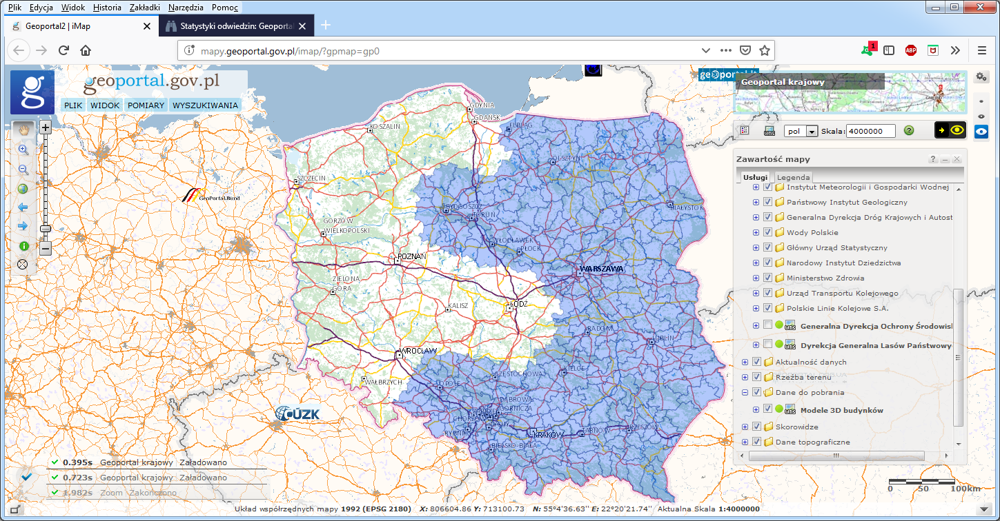 Plik Edycja Widok Historia Zakładki Narzędzia Pomoc
Geoportal2 | iMap
Statystyki odwiedzin: Geoportal
mapy.geoportal.gov.pl/imap/?gpmap=gp0
1
ABP
geoportal.gov.pl
PLIK WIDOK POMIARY WYSZUKIWANIA
geoportal.lt
Geoportal krajowy
pol Skala: 4000000
Zawartość mapy
Usługi Legenda
Instytut Meteorologii i Gospodarki Wodnej
Państwowy Instytut Geologiczny
Generalna Dyrekcja Dróg Krajowych i Autost
Wody Polskie
Główny Urząd Statystyczny
Narodowy Instytut Dziedzictwa
Ministerstwo Zdrowia
Urząd Transportu Kolejowego
Polskie Linie Kolejowe S.A.
WMS Generalna Dyrekcja Ochrony Środowisk
WMS Dyrekcja Generalna Lasów Państwowy
Aktualność danych
Rzeźba terenu
Dane do pobrania
WMS Modele 3D budynków
Skorowidze
Dane topograficzne
GDYNIA
GDAŃSK
KOSZALIN
ELBLĄG
OLSZTYN
SZCZECIN
GeoPortal.Bund
BIAŁYSTOK
BYDGOSZCZ
TORUŃ
GORZÓW
WIELKOPOLSKI
WŁOCŁAWEK
PŁOCK
POZNAŃ
WARSZAWA
ZIELONA
GÓRA
KALISZ
ŁÓDŹ
RADOM
LUBLIN
WROCŁAW
KIELCE
CZĘSTOCHOWA
WAŁBRZYCH
OPOLE
DĄBROWA
GÓRNICZA
CHORZÓW
TYCHY
RYBNIK
KRAKÓW
TARNÓW
RZESZÓW
BIELSKO-BIAŁA
ČÚZK
0.395s Geoportal krajowy Załadowano
0.723s Geoportal krajowy Załadowano
1.982s Zoom Zakończono
0 50 100km
Układ współrzędnych mapy 1992 (EPSG 2180) X: 806604.86 Y: 713100.73 N: 55°4'36.63'' E: 22°20'21.74'' Aktualna Skala 1:4000000